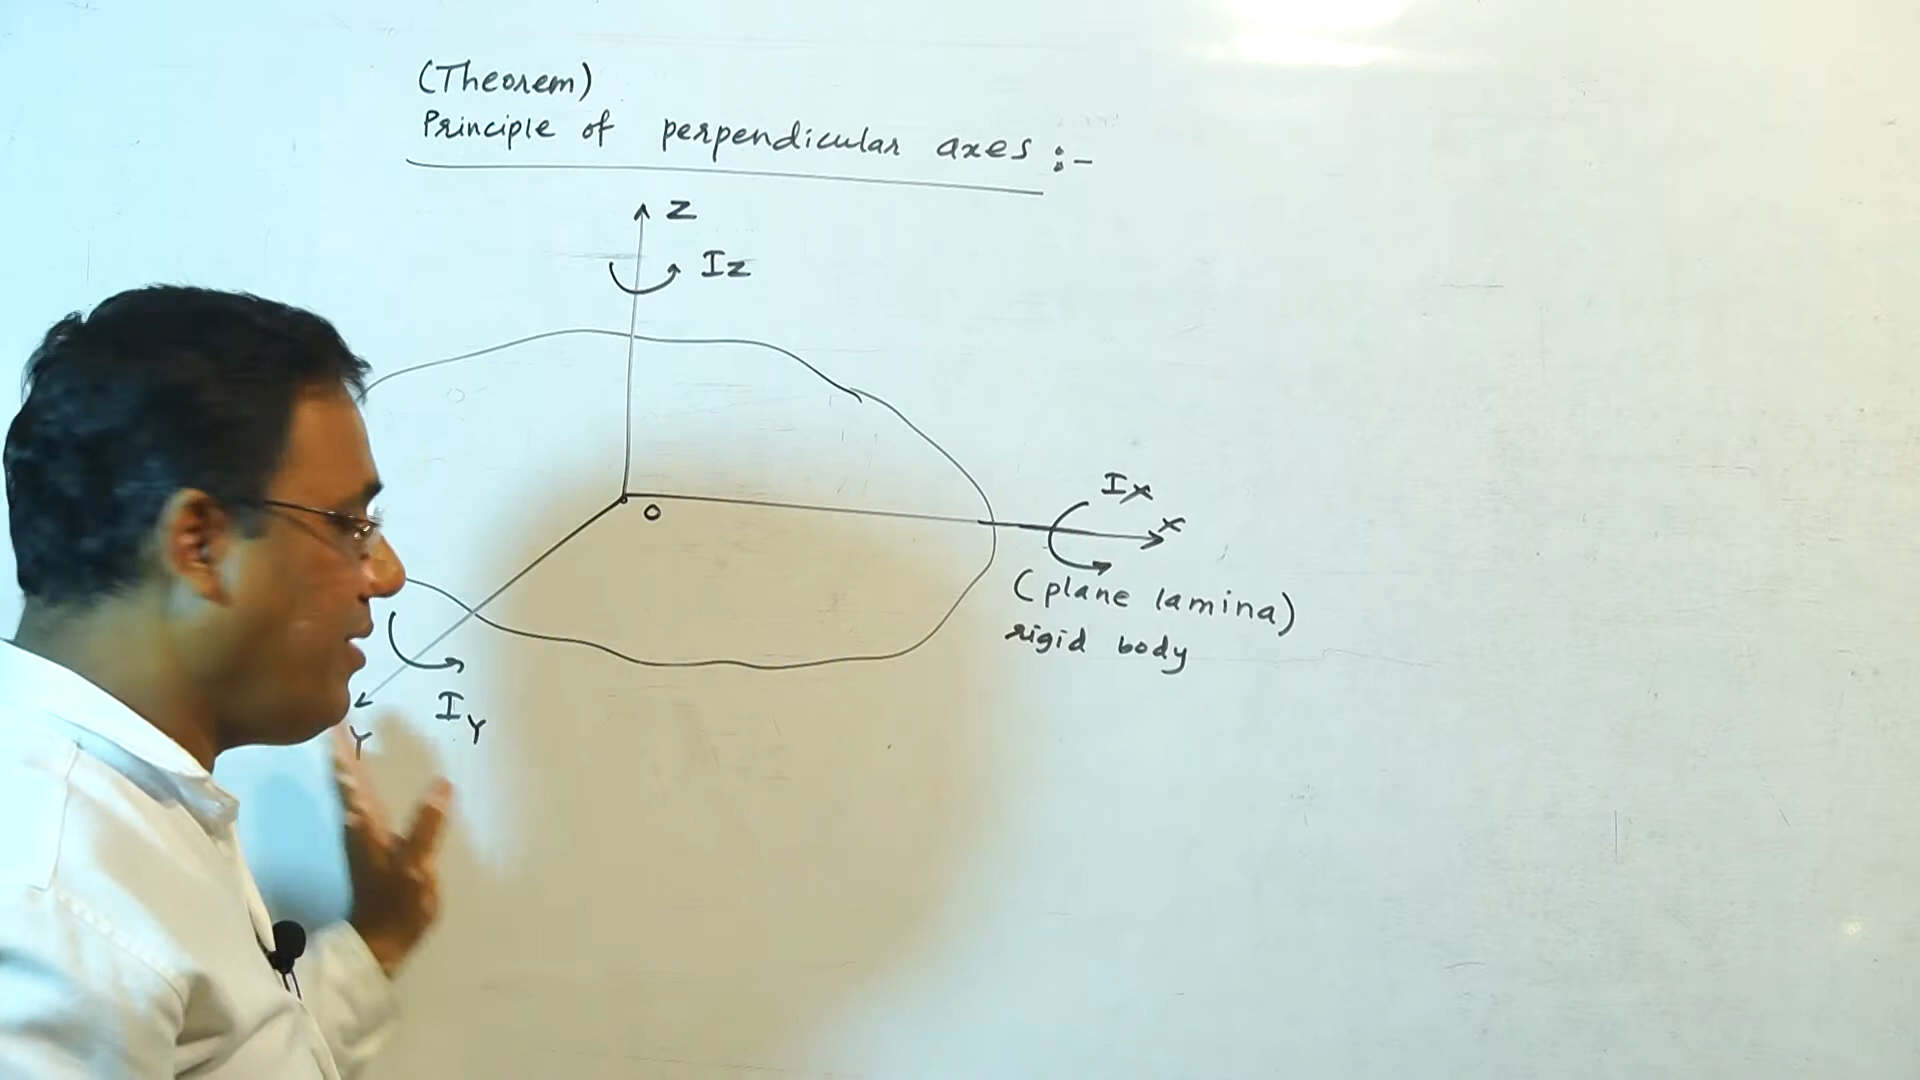 (Theorem)
Principle of perpendicular axes :-
Z
Iz
Ix
x
O
(plane lamina)
rigid body
IY
Y